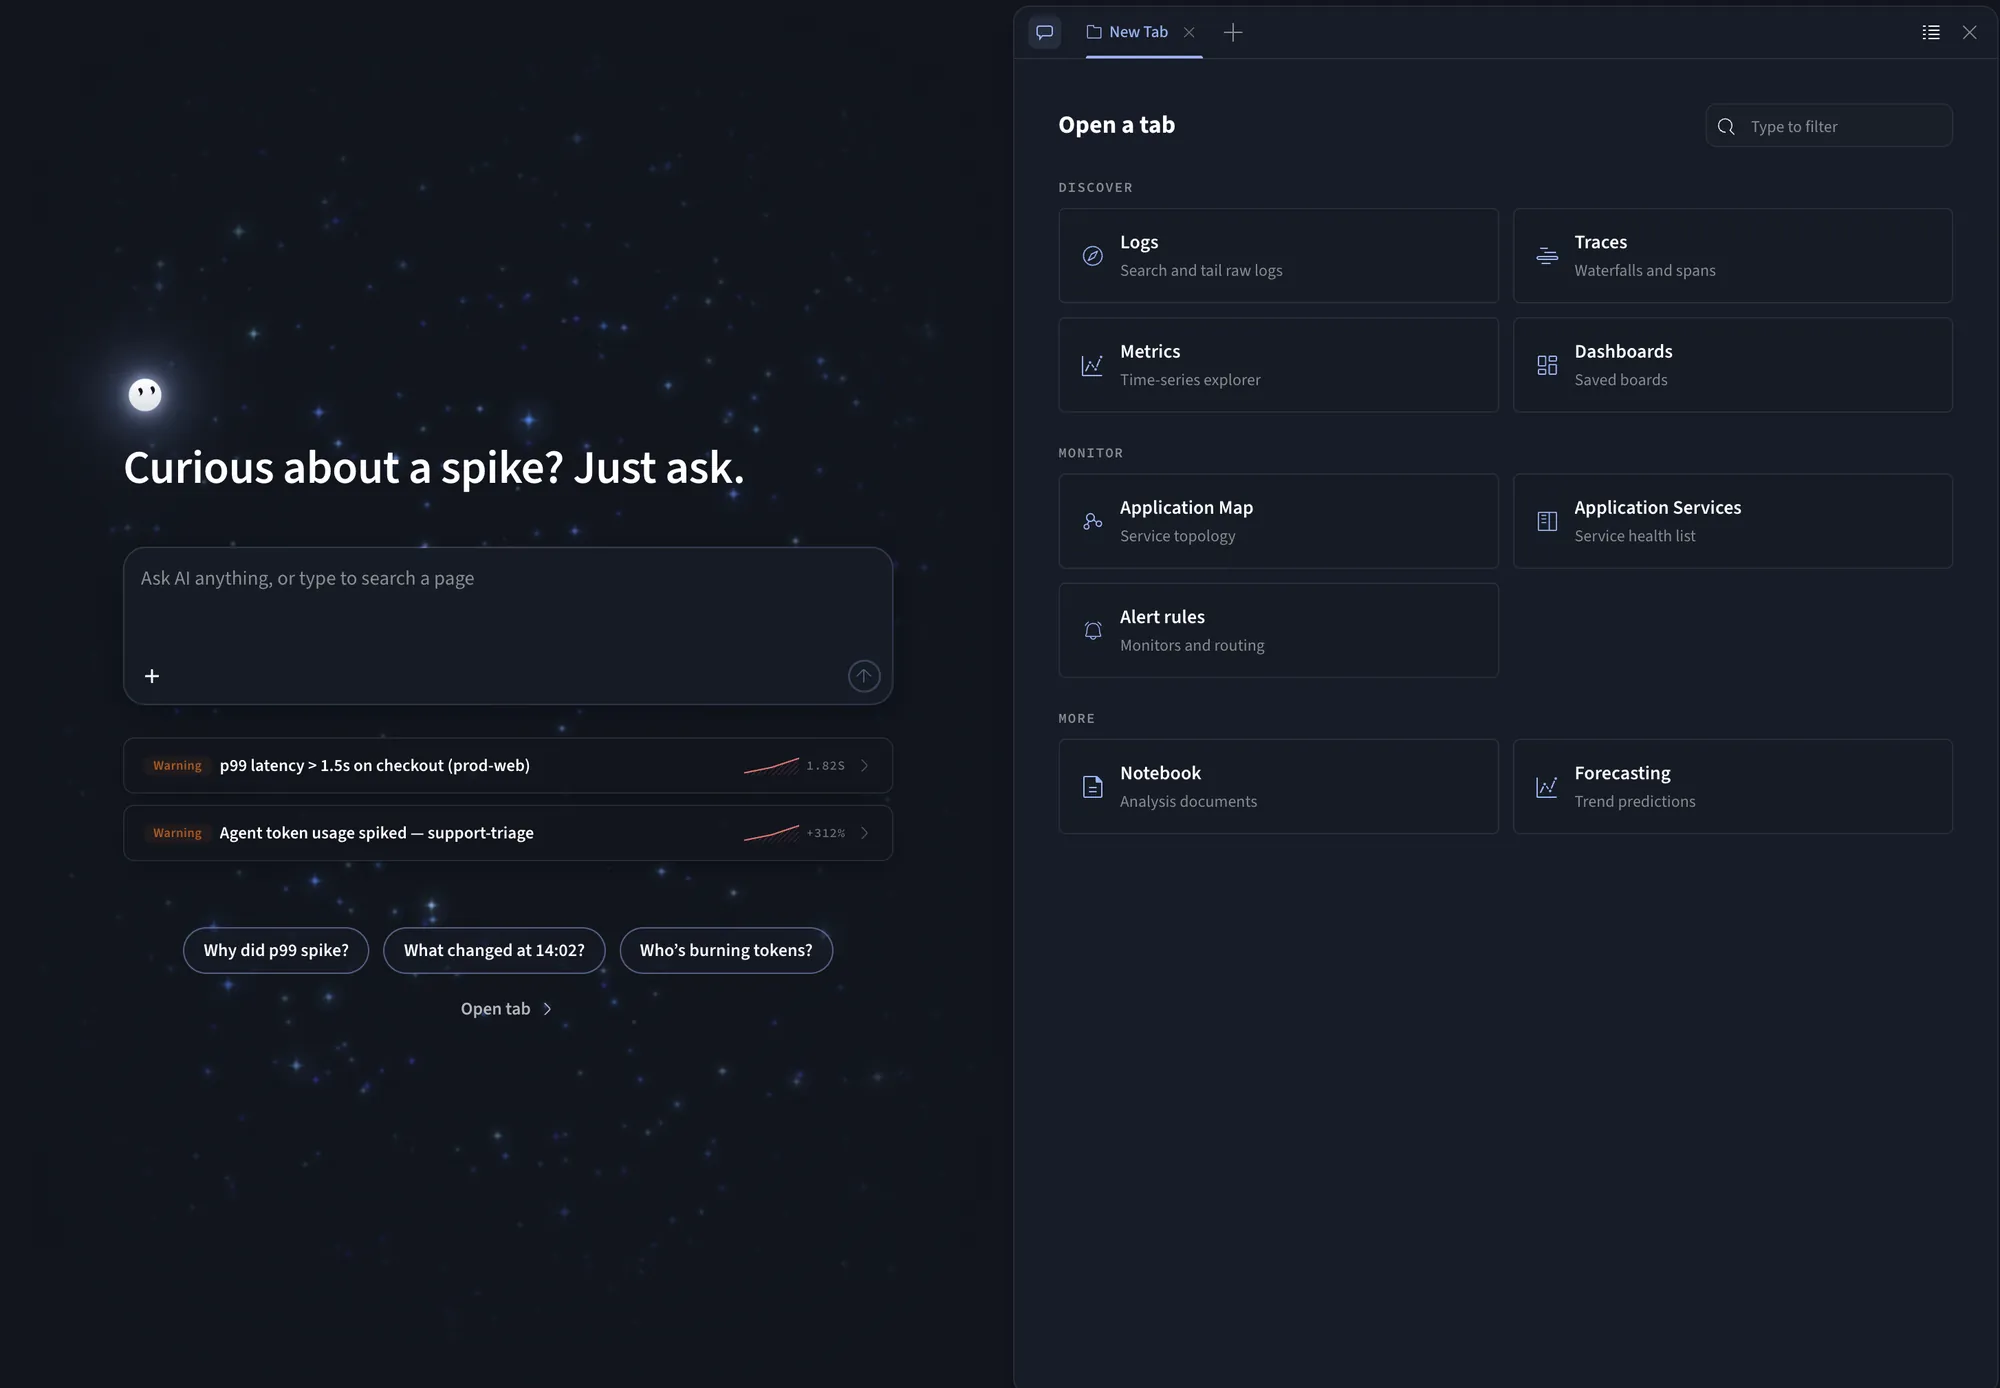 Curious about a spike? Just ask.
Ask AI anything, or type to search a page
Warning p99 latency > 1.5s on checkout (prod-web) 1.82S
Warning Agent token usage spiked — support-triage +312%
Why did p99 spike? What changed at 14:02? Who’s burning tokens?
Open tab
New Tab
Open a tab
Type to filter
DISCOVER
Logs
Search and tail raw logs
Traces
Waterfalls and spans
Metrics
Time-series explorer
Dashboards
Saved boards
MONITOR
Application Map
Service topology
Application Services
Service health list
Alert rules
Monitors and routing
MORE
Notebook
Analysis documents
Forecasting
Trend predictions